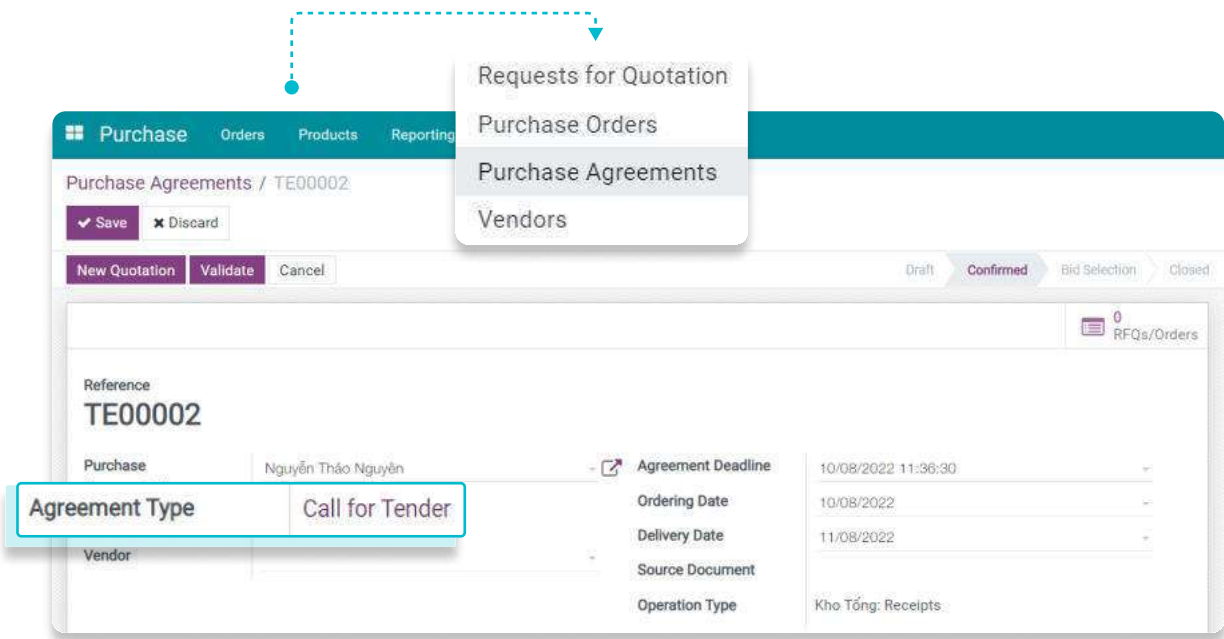 Requests for Quotation
Purchase Orders
Purchase Agreements
Vendors
Purchase Orders Products Reporting
Purchase Agreements / TE00002
Save Discard
New Quotation Validate Cancel Draft Confirmed Bid Selection Closed
0
RFQs/Orders
Reference
TE00002
Purchase Nguyễn Thảo Nguyên Agreement Deadline 10/08/2022 11:36:30
Agreement Type Call for Tender Ordering Date 10/08/2022
Delivery Date 11/08/2022
Vendor
Source Document
Operation Type Kho Tổng: Receipts